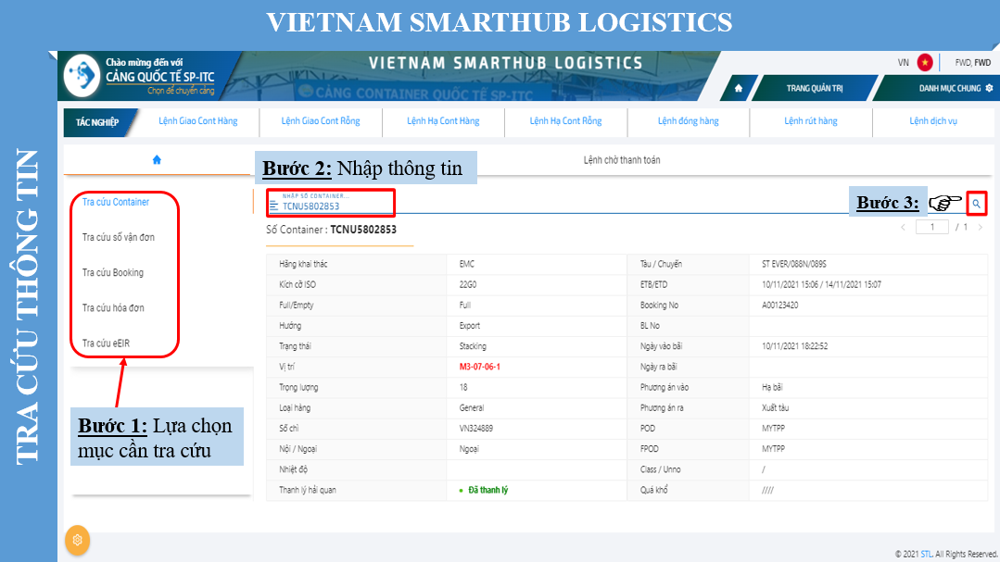 VIETNAM SMARTHUB LOGISTICS
TRA CỨU THÔNG TIN
Chào mừng đến với
CẢNG QUỐC TẾ SP-ITC
Chọn để chuyển cảng
VIETNAM SMARTHUB LOGISTICS
CẢNG CONTAINER QUỐC TẾ SP-ITC
VN
FWD, FWD
TRANG QUẢN TRỊ
DANH MỤC CHUNG
TÁC NGHIỆP
Lệnh Giao Cont Hàng
Lệnh Giao Cont Rỗng
Lệnh Hạ Cont Hàng
Lệnh Hạ Cont Rỗng
Lệnh đóng hàng
Lệnh rút hàng
Lệnh dịch vụ
Bước 2: Nhập thông tin
Lệnh chờ thanh toán
Tra cứu Container
Tra cứu số vận đơn
Tra cứu Booking
Tra cứu hóa đơn
Tra cứu eEIR
Bước 1: Lựa chọn
mục cần tra cứu
NHẬP SỐ CONTAINER...
TCNU5802853
Bước 3:
Số Container : TCNU5802853
1 / 1
Hãng khai thác EMC Tàu / Chuyến ST EVER/088N/089S
Kích cỡ ISO 22G0 ETB/ETD 10/11/2021 15:06 / 14/11/2021 15:07
Full/Empty Full Booking No A00123420
Hướng Export BL No
Trạng thái Stacking Ngày vào bãi 10/11/2021 18:22:52
Vị trí M3-07-06-1 Ngày ra bãi
Trọng lượng 18 Phương án vào Hạ bãi
Loại hàng General Phương án ra Xuất tàu
Số chì VN324889 POD MYTPP
Nội / Ngoại Ngoại FPOD MYTPP
Nhiệt độ Class / Unno /
Thanh lý hải quan Đã thanh lý Quá khổ ////
© 2021 STL. All Rights Reserved.